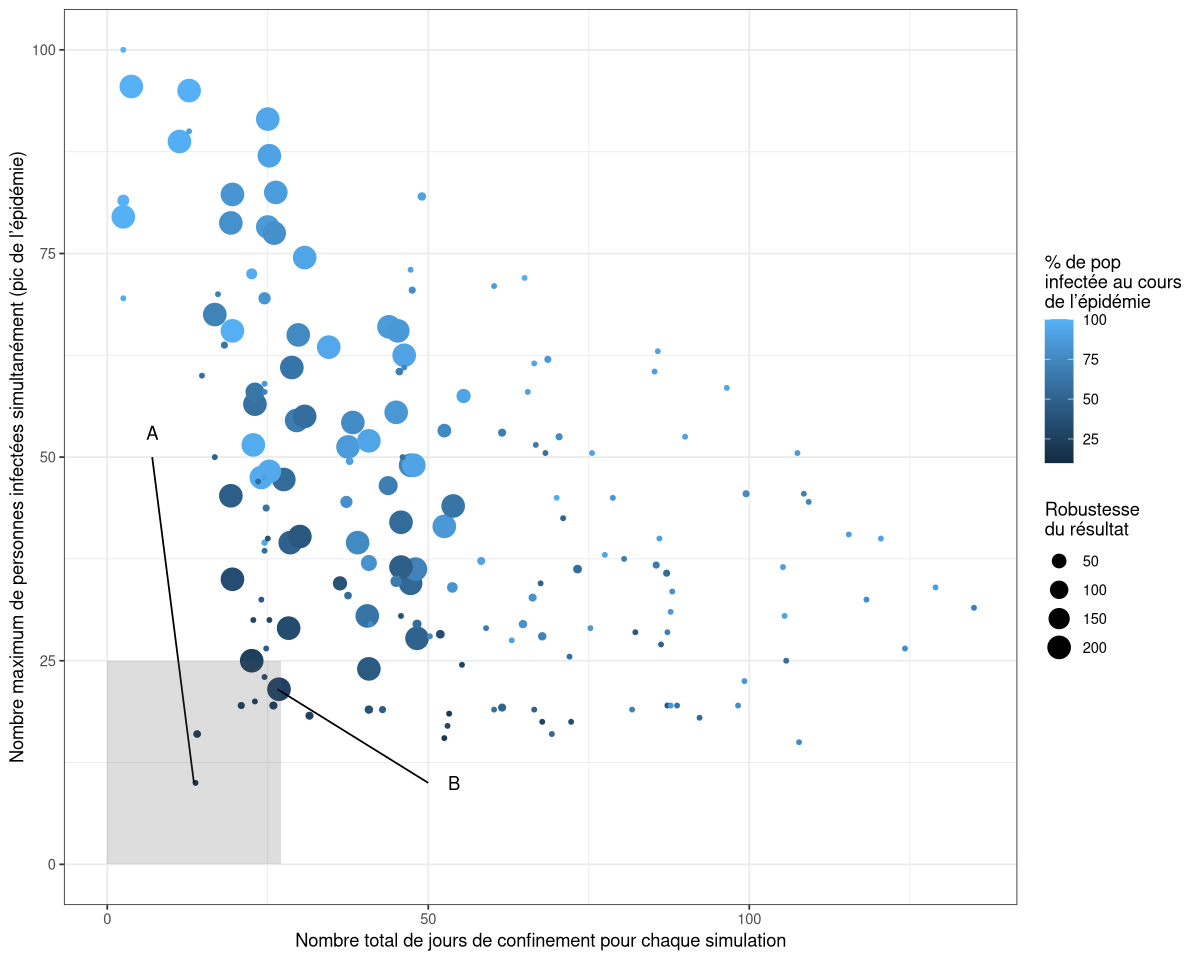 Nombre maximum de personnes infectées simultanément (pic de l'épidémie)
100
75
50
25
0
A
B
0
50
100
Nombre total de jours de confinement pour chaque simulation
% de pop
infectée au cours
de l'épidémie
100
75
50
25
Robustesse
du résultat
50
100
150
200